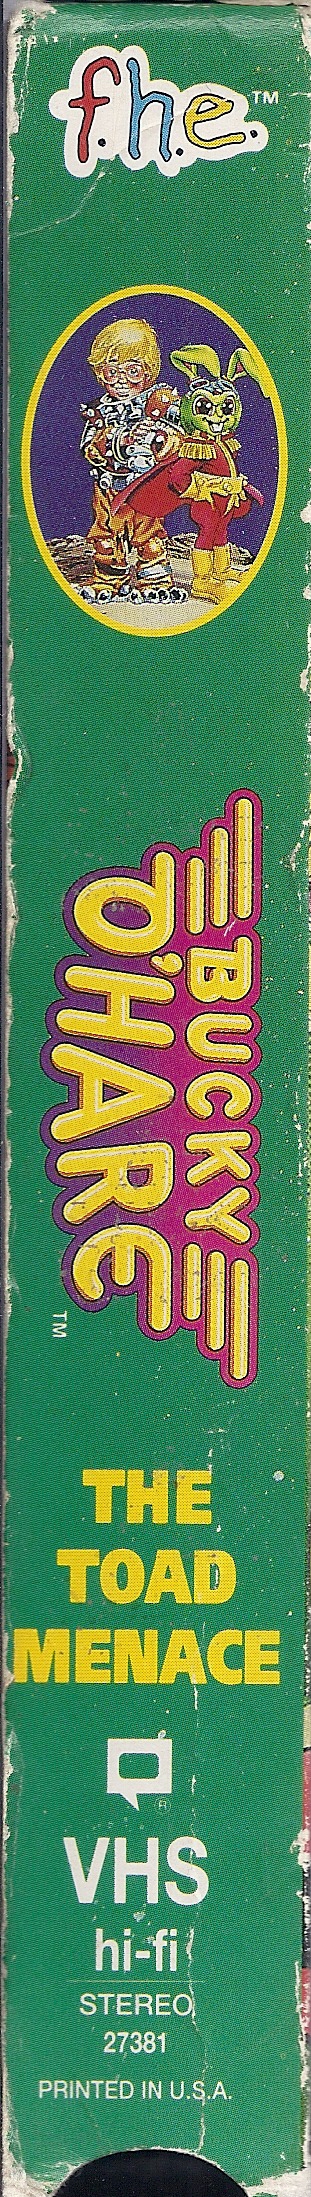 f.h.e.™
BUCKY
O'HARE
TM
THE
TOAD
MENACE
®
VHS
hi-fi
STEREO
27381
PRINTED IN U.S.A.